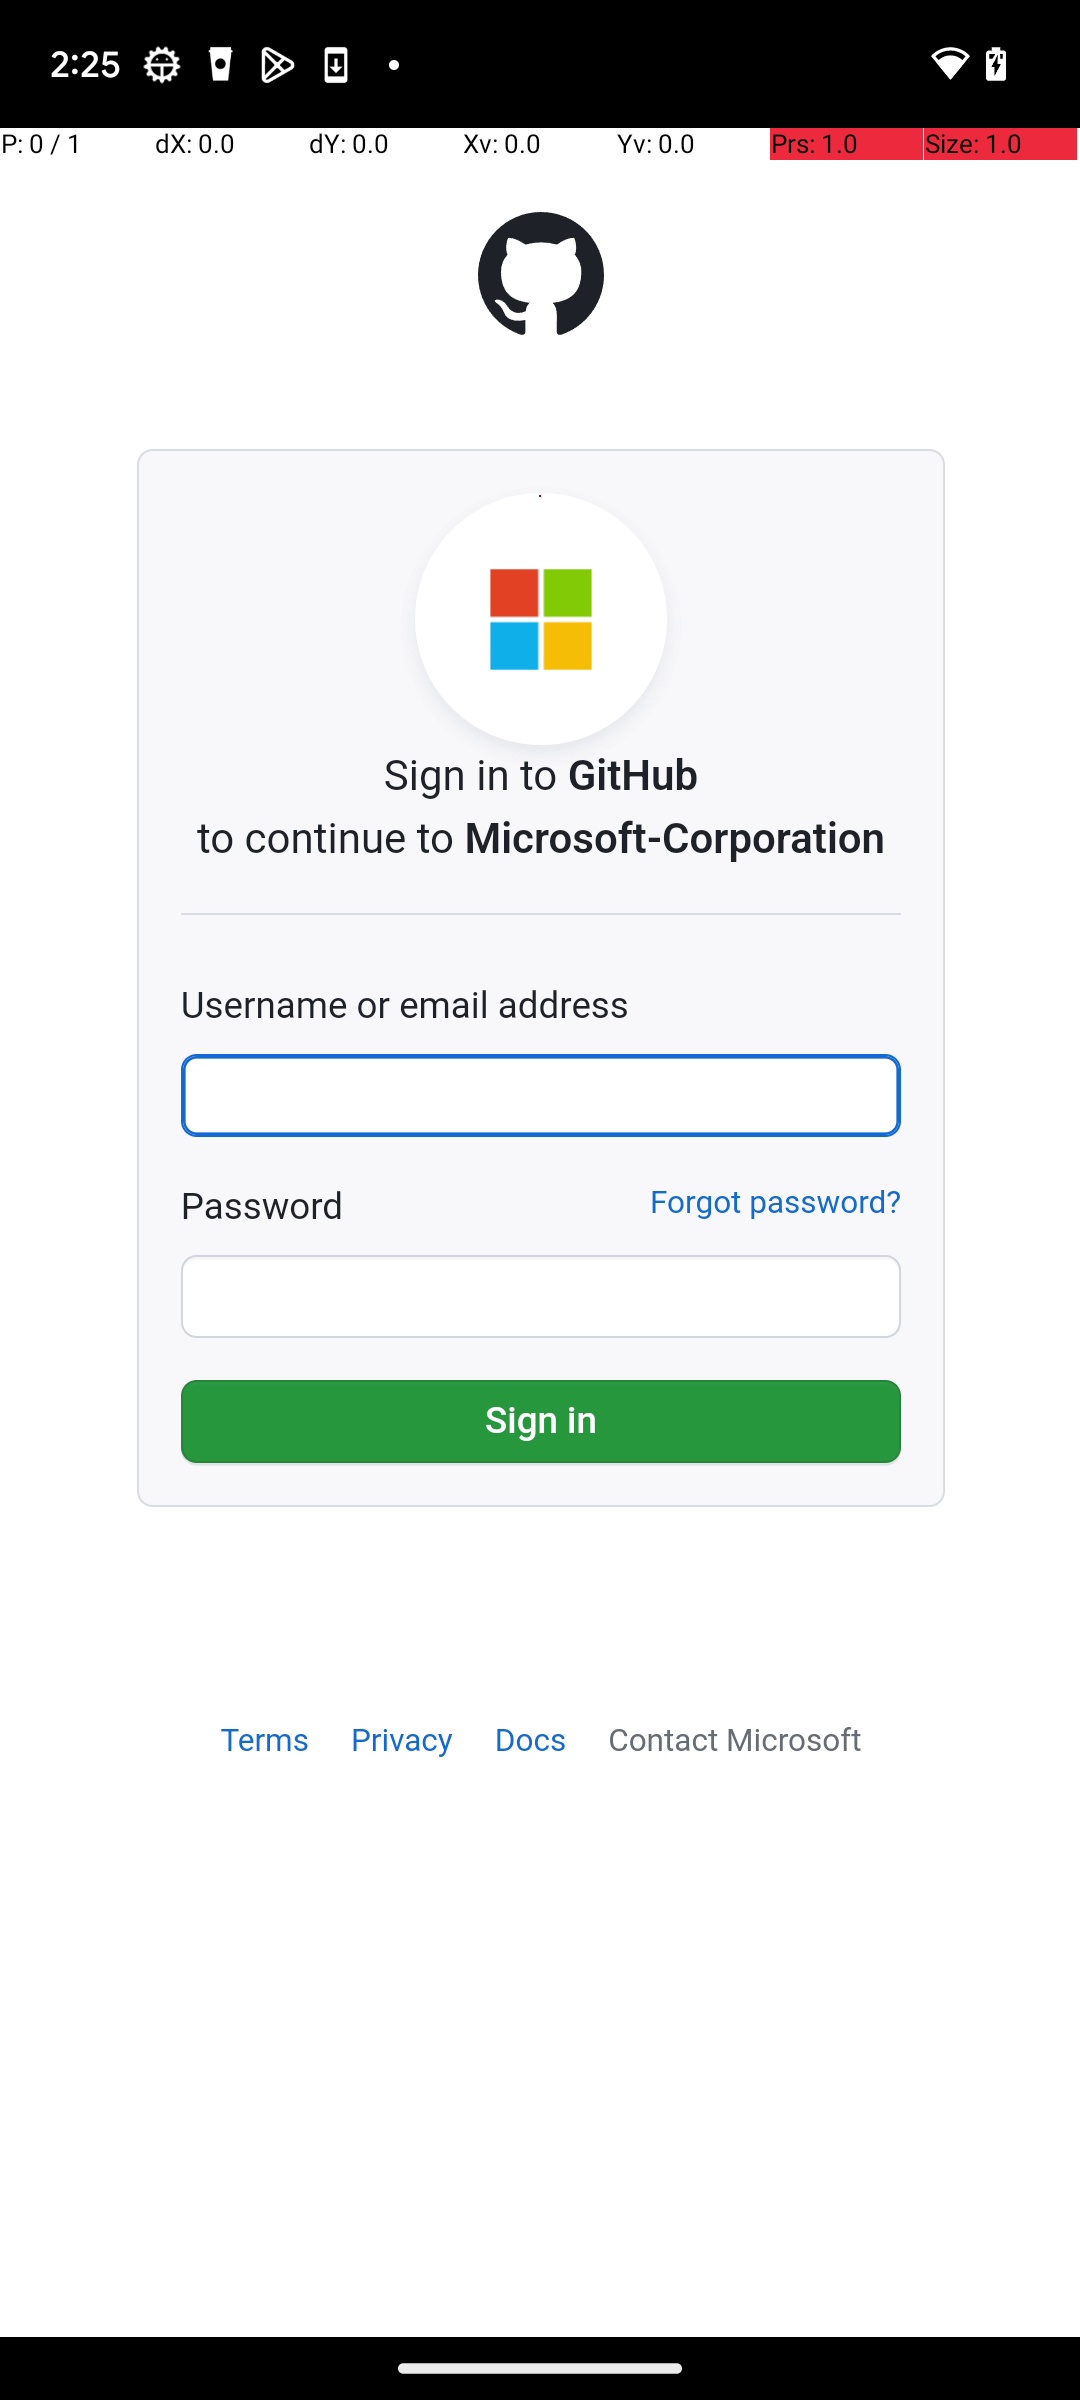 2:25
P: 0 / 1 dX: 0.0 dY: 0.0 Xv: 0.0 Yv: 0.0 Prs: 1.0 Size: 1.0
Sign in to GitHub
to continue to Microsoft-Corporation
Username or email address
Password Forgot password?
Sign in
Terms Privacy Docs Contact Microsoft